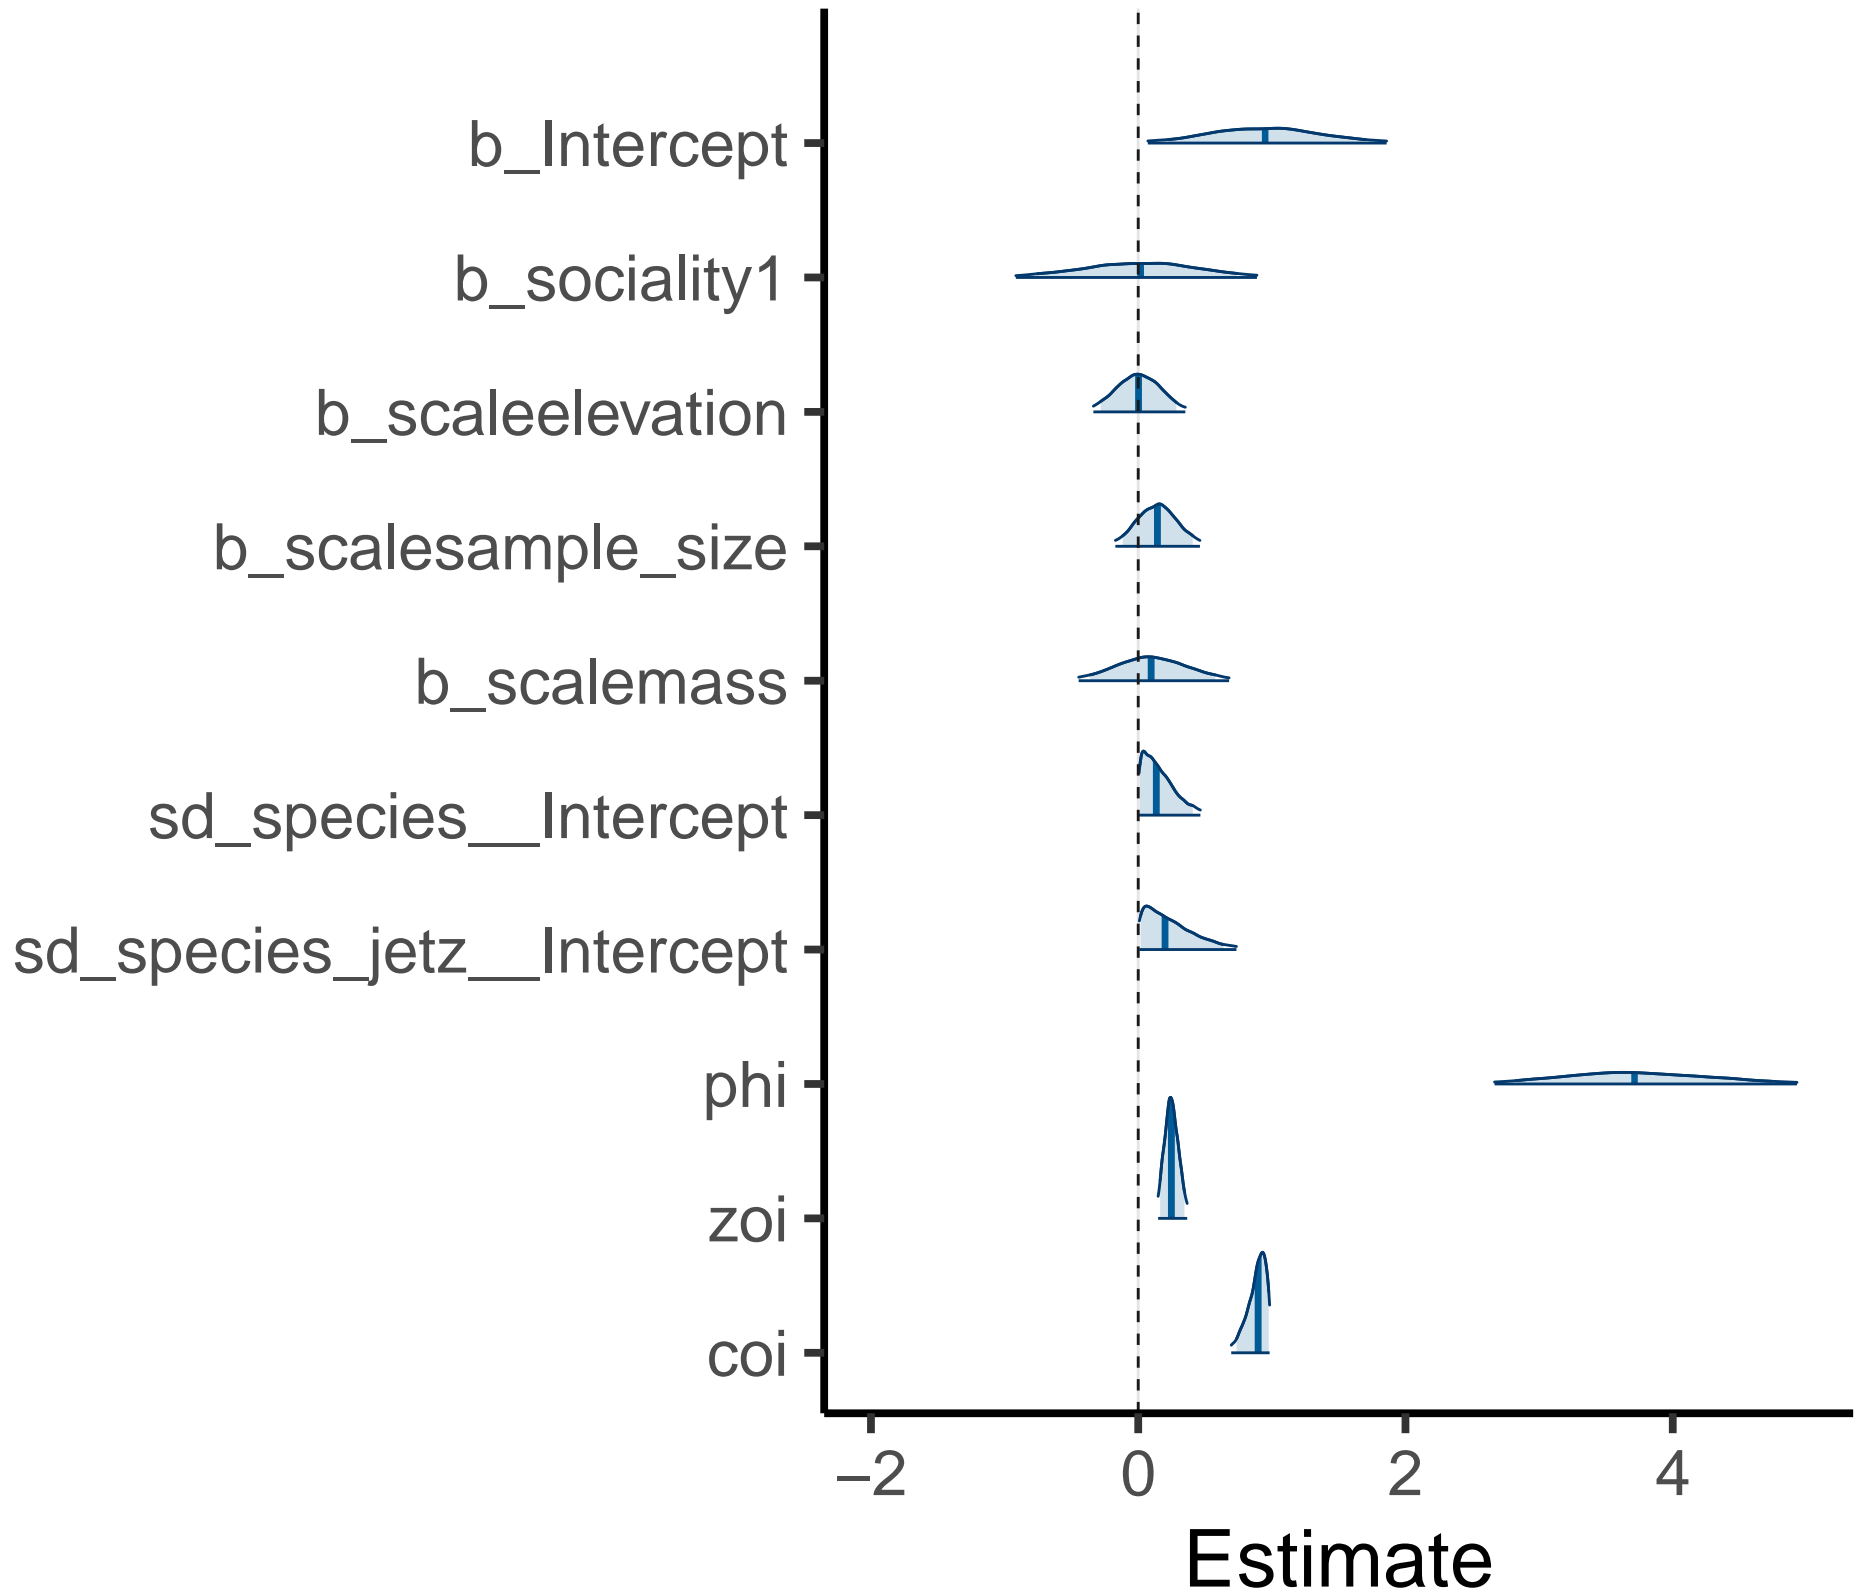 b_Intercept
b_sociality1
b_scaleelevation
b_scalesample_size
b_scalemass
sd_species__Intercept
sd_species_jetz__Intercept
phi
zoi
coi
−2 0 2 4
Estimate